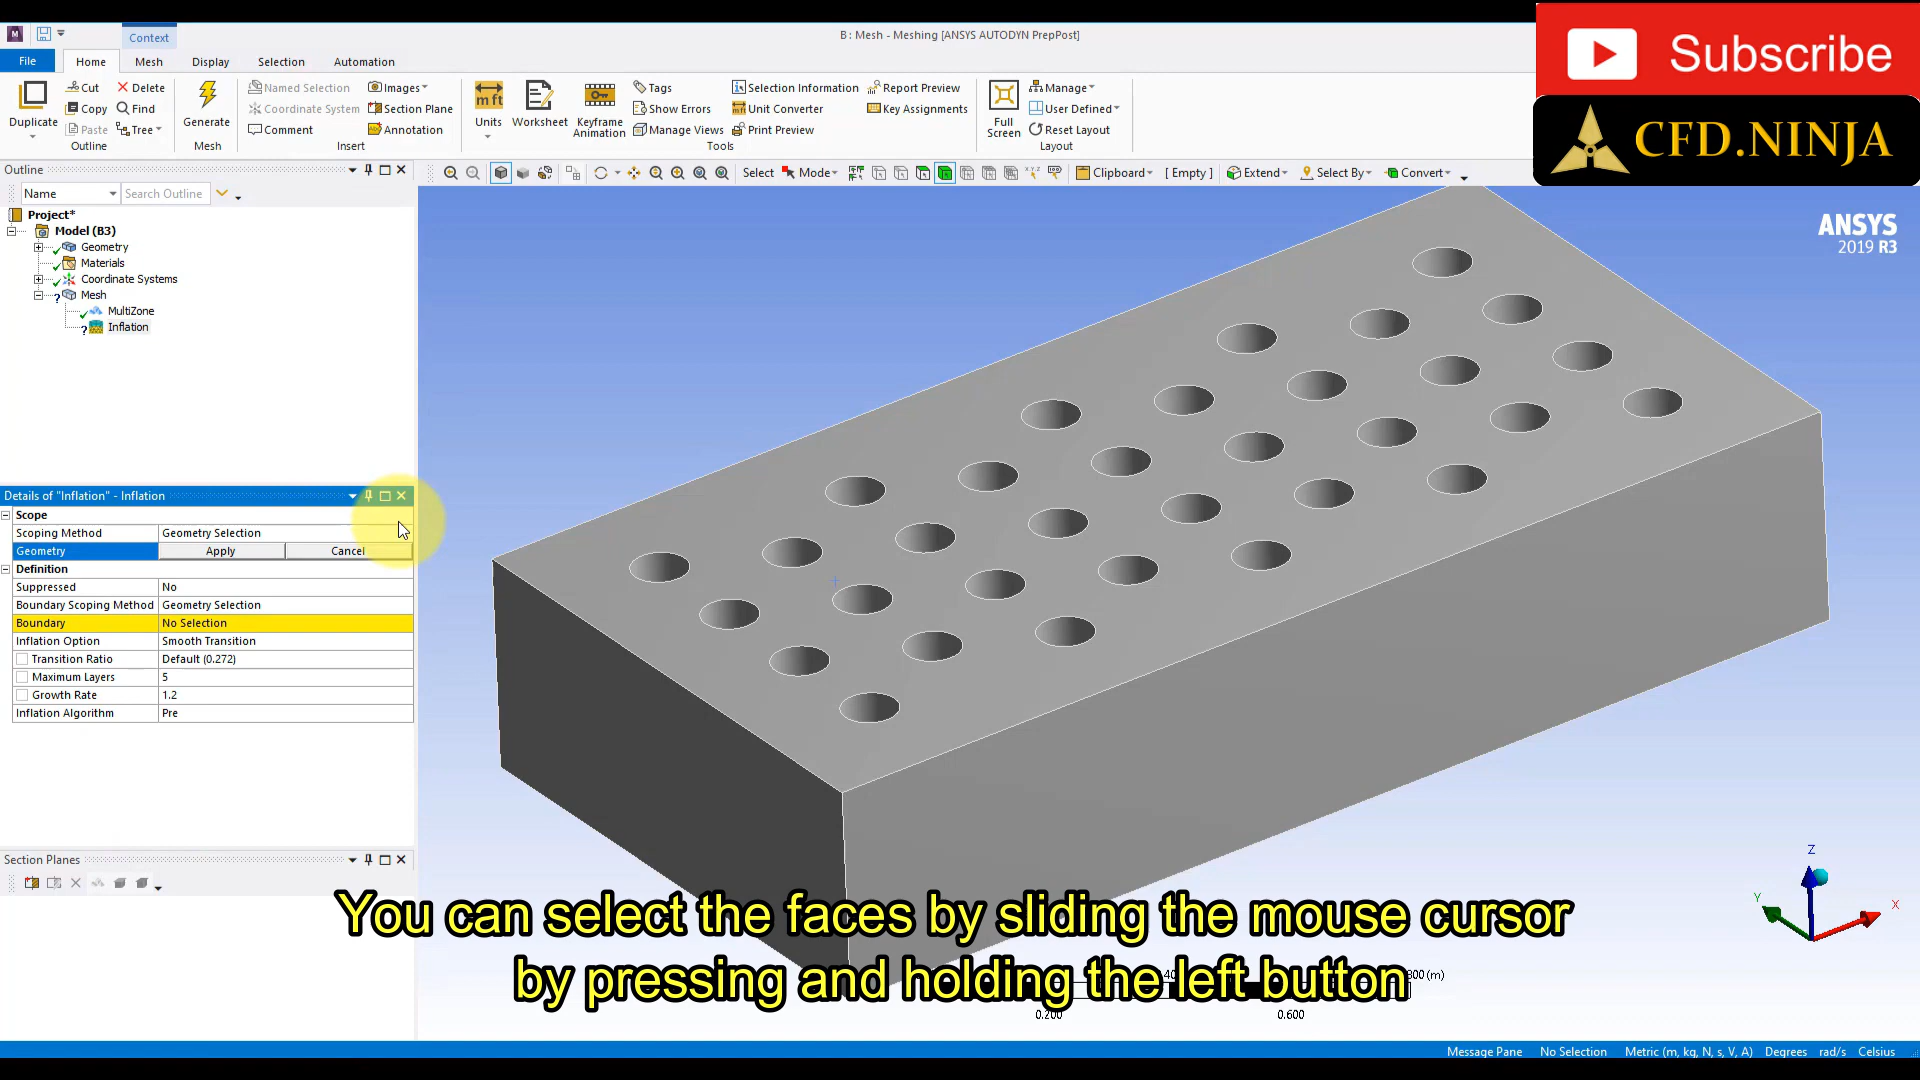 Context
B : Mesh - Meshing [ANSYS AUTODYN PrepPost]
File Home Mesh Display Selection Automation
Duplicate
Cut
Copy
Paste
Delete
Find
Tree
Outline
Generate
Mesh
Named Selection
Coordinate System
Comment
Images
Section Plane
Annotation
Insert
Units
Worksheet
Keyframe
Animation
Tags
Show Errors
Manage Views
Selection Information
Unit Converter
Print Preview
Report Preview
Key Assignments
Tools
Full
Screen
Manage
User Defined
Reset Layout
Layout
Subscribe
CFD.NINJA
Outline
Name Search Outline
Select Mode Clipboard [ Empty ] Extend Select By Convert
Project*
Model (B3)
Geometry
Materials
Coordinate Systems
Mesh
MultiZone
Inflation
ANSYS
2019 R3
Details of "Inflation" - Inflation
Scope
Scoping Method Geometry Selection
Geometry Apply Cancel
Definition
Suppressed No
Boundary Scoping Method Geometry Selection
Boundary No Selection
Inflation Option Smooth Transition
Transition Ratio Default (0.272)
Maximum Layers 5
Growth Rate 1.2
Inflation Algorithm Pre
Section Planes
Z
Y
X
You can select the faces by sliding the mouse cursor
by pressing and holding the left button
0.200 0.600
Message Pane No Selection Metric (m, kg, N, s, V, A) Degrees rad/s Celsius